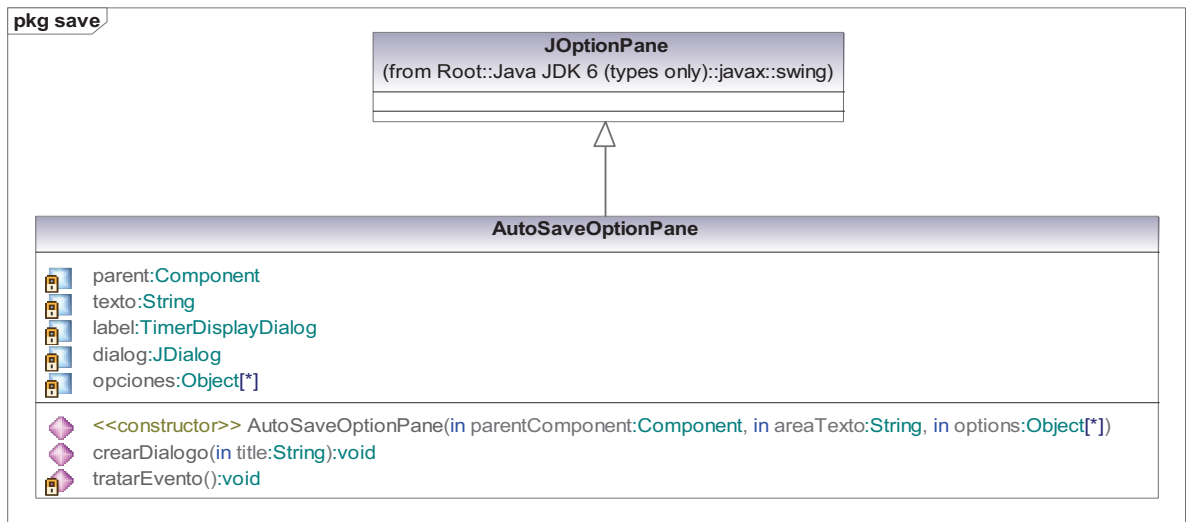 pkg save
JOptionPane
(from Root::Java JDK 6 (types only)::javax::swing)
AutoSaveOptionPane
parent:Component
texto:String
label:TimerDisplayDialog
dialog:JDialog
opciones:Object[*]
<<constructor>> AutoSaveOptionPane(in parentComponent:Component, in areaTexto:String, in options:Object[*])
crearDialogo(in title:String):void
tratarEvento():void